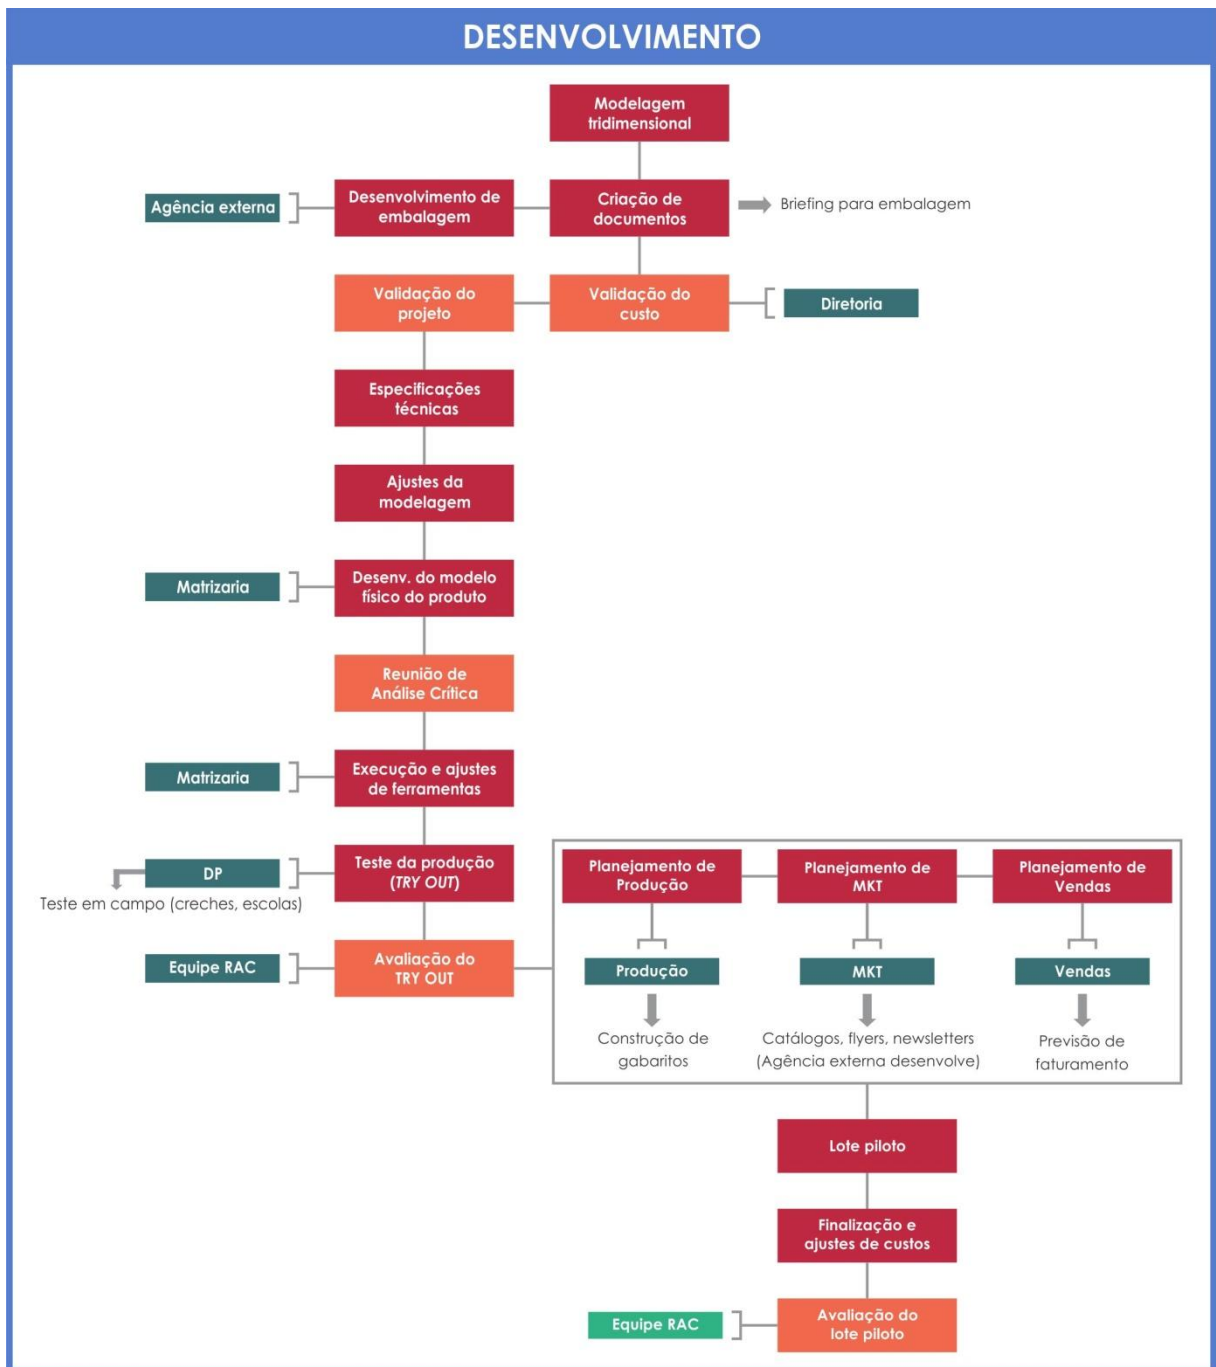 DESENVOLVIMENTO
Modelagem
tridimensional
Agência externa
Desenvolvimento de
embalagem
Criação de
documentos
Briefing para embalagem
Validação do
projeto
Validação do
custo
Diretoria
Especificações
técnicas
Ajustes da
modelagem
Matrizaria
Desenv. do modelo
físico do produto
Reunião de
Análise Crítica
Matrizaria
Execução e ajustes
de ferramentas
DP
Teste em campo (creches, escolas)
Teste da produção
(TRY OUT)
Equipe RAC
Avaliação do
TRY OUT
Planejamento de
Produção
Planejamento de
MKT
Planejamento de
Vendas
Produção
MKT
Vendas
Construção de
gabaritos
Catálogos, flyers, newsletters
(Agência externa desenvolve)
Previsão de
faturamento
Lote piloto
Finalização e
ajustes de custos
Equipe RAC
Avaliação do
lote piloto